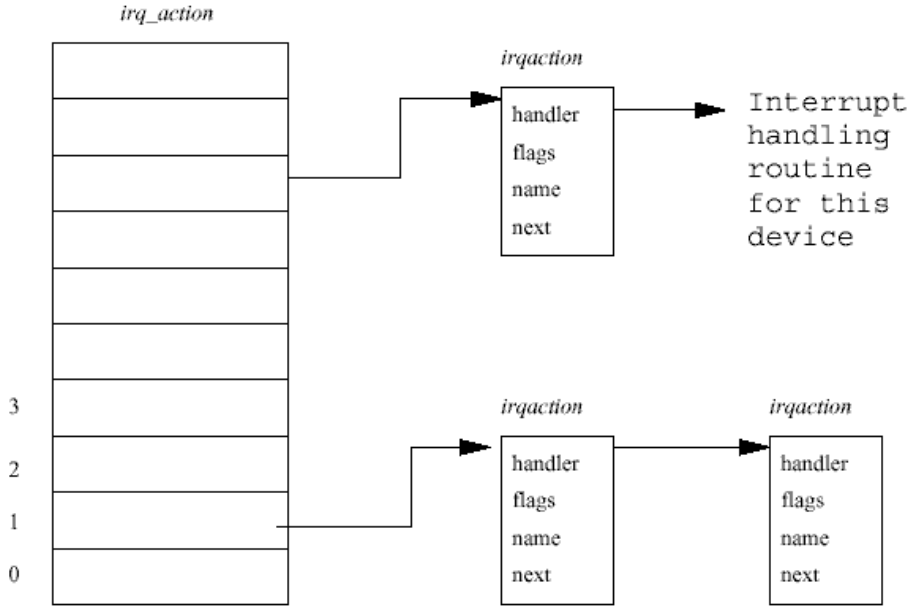 irq_action
irqaction
handler
flags
name
next
Interrupt
handling
routine
for this
device
3
2
1
0
irqaction
handler
flags
name
next
irqaction
handler
flags
name
next